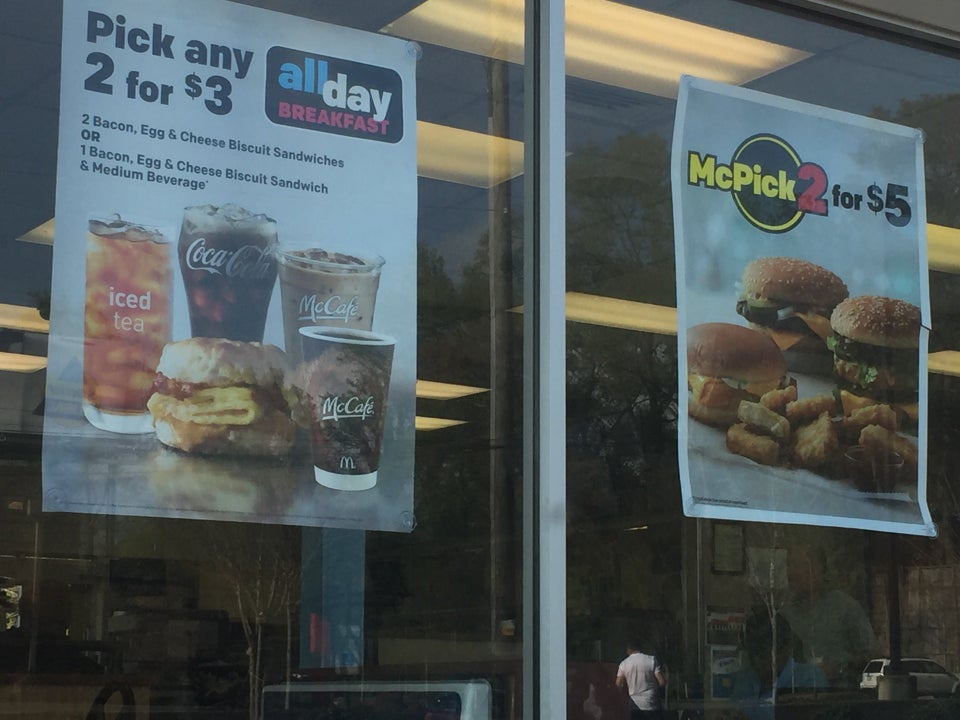 Pick any
2 for $3
all day
BREAKFAST
2 Bacon, Egg & Cheese Biscuit Sandwiches
OR
1 Bacon, Egg & Cheese Biscuit Sandwich
& Medium Beverage*
iced
tea
Coca-Cola
McCafé
McCafé
McPick 2 for $5